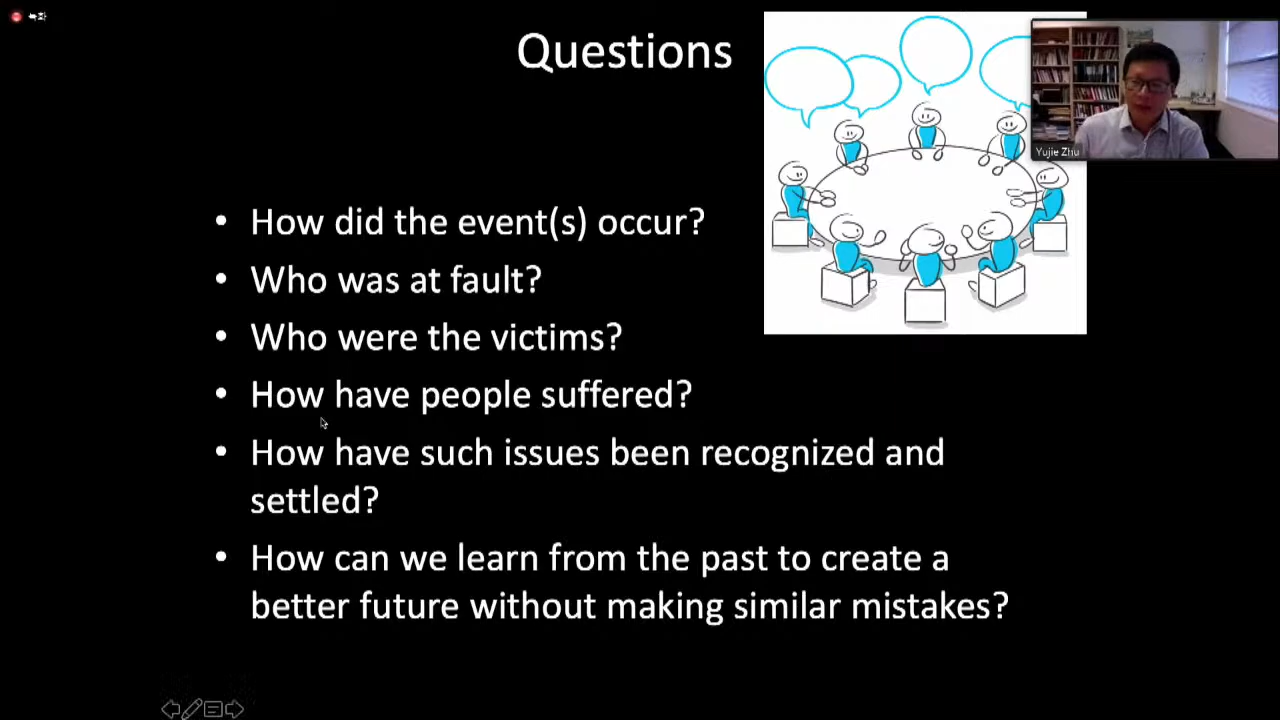 Questions
Yujie Zhu
• How did the event(s) occur?
• Who was at fault?
• Who were the victims?
• How have people suffered?
• How have such issues been recognized and
settled?
• How can we learn from the past to create a
better future without making similar mistakes?